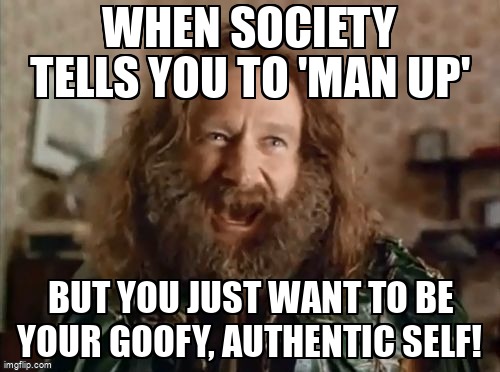 WHEN SOCIETY
TELLS YOU TO 'MAN UP'
BUT YOU JUST WANT TO BE
YOUR GOOFY, AUTHENTIC SELF!
imgflip.com